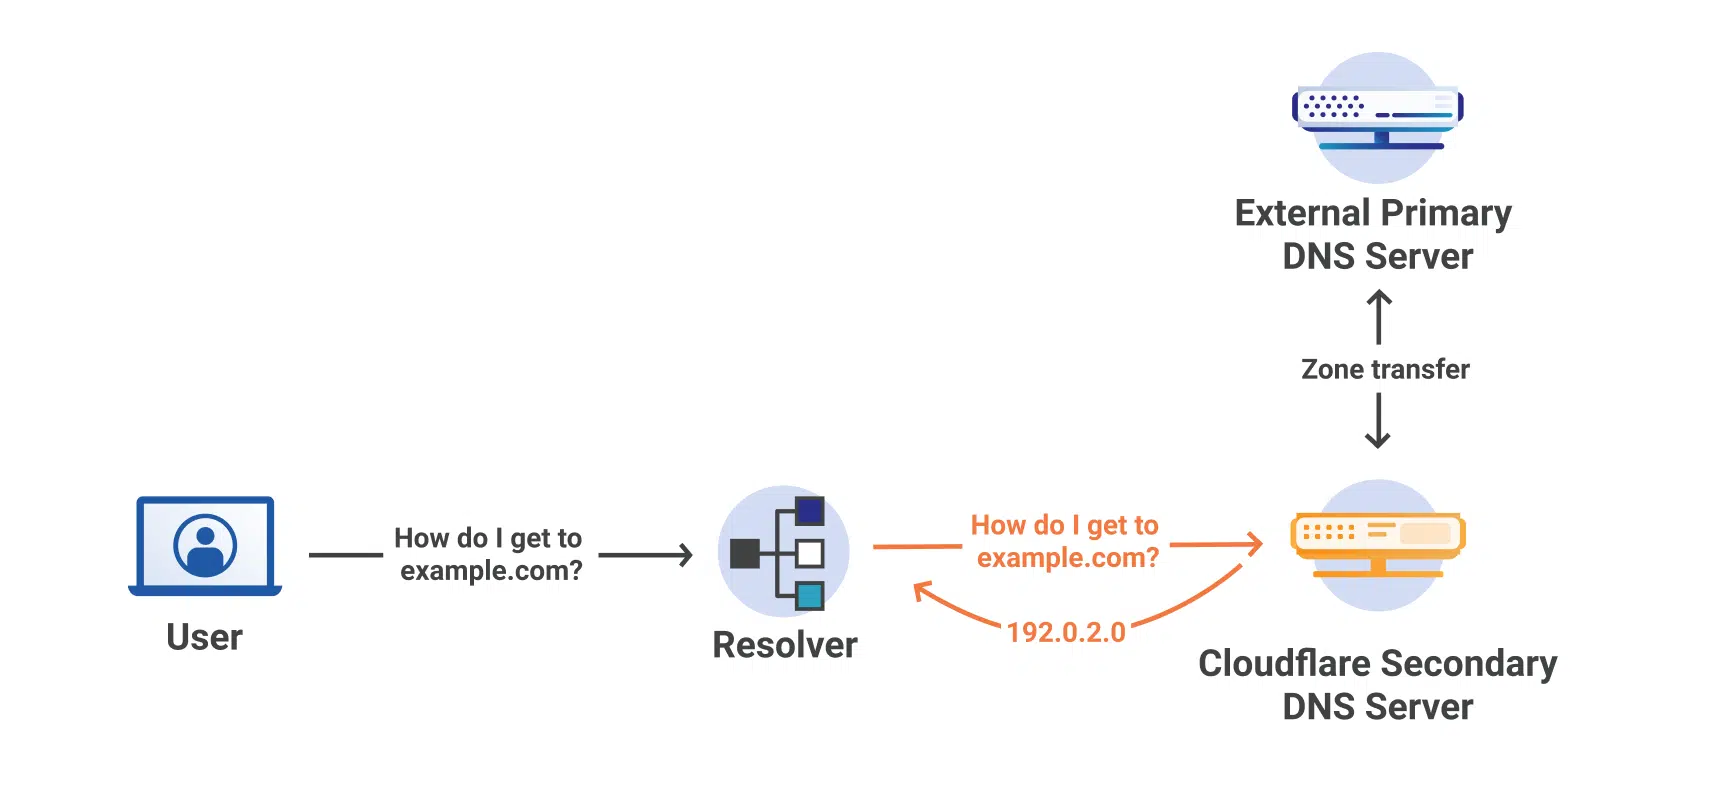 External Primary
DNS Server
Zone transfer
How do I get to
example.com?
How do I get to
example.com?
192.0.2.0
User
Resolver
Cloudflare Secondary
DNS Server